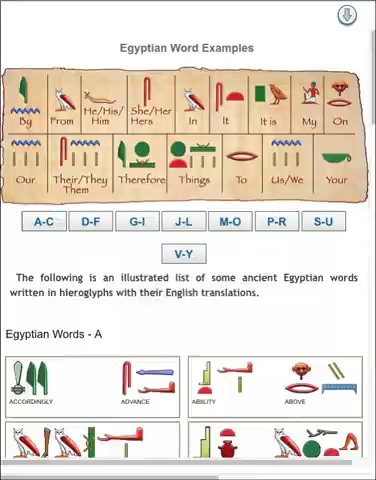 Egyptian Word Examples
By From He/His/ Him She/Her Hers In It It is My On
Our Their/They Them Therefore Things To Us/We Your
A-C D-F G-I J-L M-O P-R S-U
V-Y
The following is an illustrated list of some ancient Egyptian words
written in hieroglyphs with their English translations.
Egyptian Words - A
ACCORDINGLY ADVANCE ABILITY ABOVE